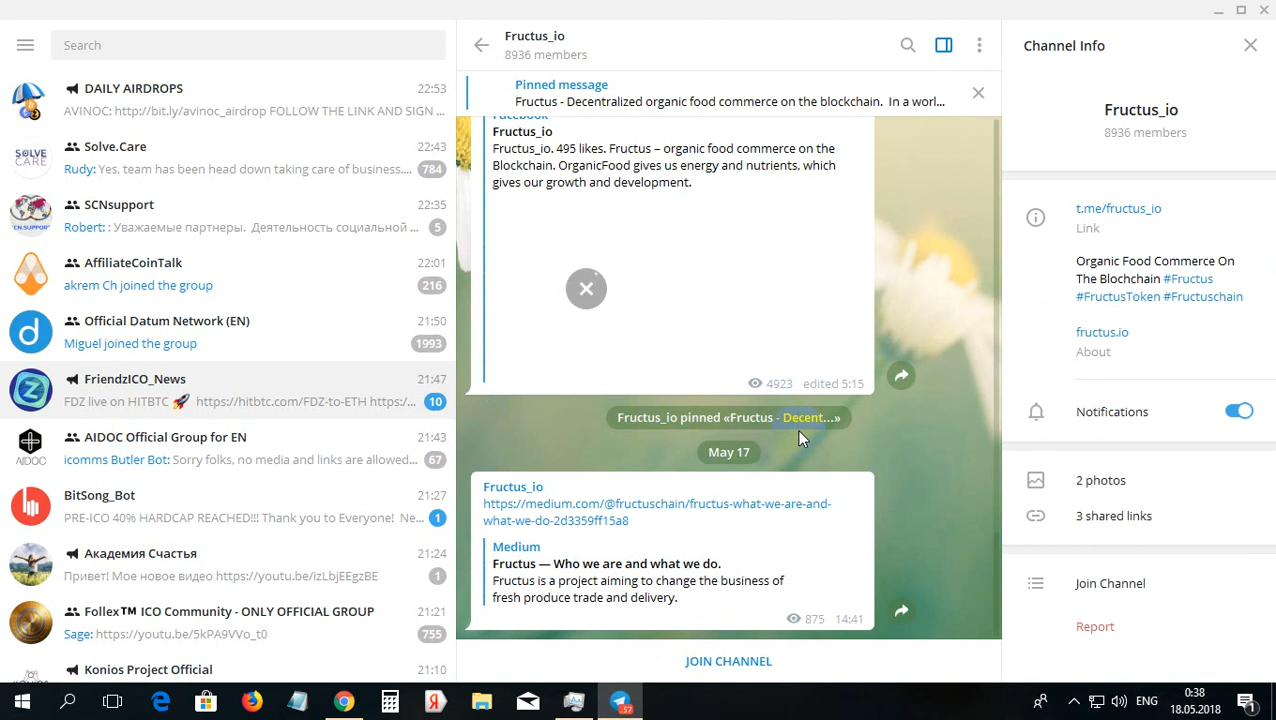 Search
DAILY AIRDROPS 22:53
AVINOC: http://bit.ly/avinoc_airdrop FOLLOW THE LINK AND SIGN ...
SOLVE
CARE
Solve.Care 22:43
Rudy: Yes, team has been head down taking care of business.... 784
SCN.SUPPORT
SCNsupport 22:35
Robert: : Уважаемые партнеры. Деятельность социальной ... 5
AffiliateCoinTalk 22:01
akrem Ch joined the group 216
Official Datum Network (EN) 21:50
Miguel joined the group 1993
FriendzICO_News 21:47
FDZ live on HITBTC 🚀 https://hitbtc.com/FDZ-to-ETH https:/... 10
AIDOC
AIDOC Official Group for EN 21:43
icomms Butler Bot: Sorry folks, no media and links are allowed... 67
BitSong_Bot 21:27
PRE-ICO 40% HARDCAP REACHED!!! Thank you to Everyone! Ne... 1
Академия Счастья 21:24
Привет! Мое новое видео https://youtu.be/izLbjEEgzBE 1
Follex™ ICO Community - ONLY OFFICIAL GROUP 21:21
Sage: https://youtu.be/5kPA9VVo_t0 755
Konios Project Official 21:10
Fructus_io
8936 members
Pinned message
Fructus - Decentralized organic food commerce on the blockchain. In a worl...
Facebook
Fructus_io
Fructus_io. 495 likes. Fructus – organic food commerce on the
Blockchain. OrganicFood gives us energy and nutrients, which
gives our growth and development.
4923 edited 5:15
Fructus_io pinned «Fructus - Decent...»
May 17
Fructus_io
https://medium.com/@fructuschain/fructus-what-we-are-and-
what-we-do-2d3359ff15a8
Medium
Fructus — Who we are and what we do.
Fructus is a project aiming to change the business of
fresh produce trade and delivery.
875 14:41
JOIN CHANNEL
Channel Info
Fructus_io
8936 members
t.me/fructus_io
Link
Organic Food Commerce On
The Blockchain #Fructus
#FructusToken #Fructuschain
fructus.io
About
Notifications
2 photos
3 shared links
Join Channel
Report
57
ENG
0:38
18.05.2018
1